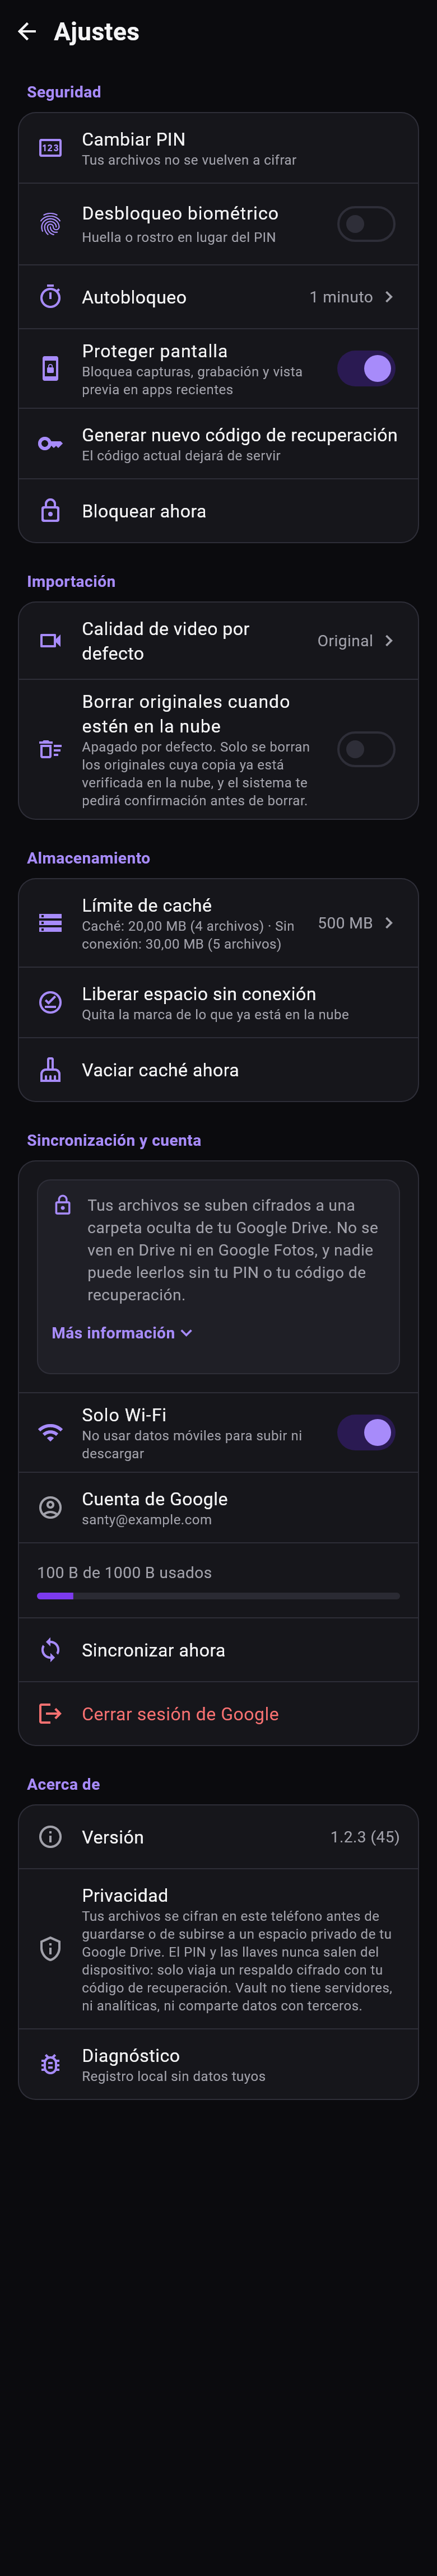 Ajustes
Seguridad
123
Cambiar PIN
Tus archivos no se vuelven a cifrar
Desbloqueo biométrico
Huella o rostro en lugar del PIN
Autobloqueo
1 minuto
Proteger pantalla
Bloquea capturas, grabación y vista
previa en apps recientes
Generar nuevo código de recuperación
El código actual dejará de servir
Bloquear ahora
Importación
Calidad de video por
defecto
Original
Borrar originales cuando
estén en la nube
Apagado por defecto. Solo se borran
los originales cuya copia ya está
verificada en la nube, y el sistema te
pedirá confirmación antes de borrar.
Almacenamiento
Límite de caché
Caché: 20,00 MB (4 archivos) · Sin
conexión: 30,00 MB (5 archivos)
500 MB
Liberar espacio sin conexión
Quita la marca de lo que ya está en la nube
Vaciar caché ahora
Sincronización y cuenta
Tus archivos se suben cifrados a una
carpeta oculta de tu Google Drive. No se
ven en Drive ni en Google Fotos, y nadie
puede leerlos sin tu PIN o tu código de
recuperación.
Más información
Solo Wi-Fi
No usar datos móviles para subir ni
descargar
Cuenta de Google
santy@example.com
100 B de 1000 B usados
Sincronizar ahora
Cerrar sesión de Google
Acerca de
Versión
1.2.3 (45)
Privacidad
Tus archivos se cifran en este teléfono antes de
guardarse o de subirse a un espacio privado de tu
Google Drive. El PIN y las llaves nunca salen del
dispositivo: solo viaja un respaldo cifrado con tu
código de recuperación. Vault no tiene servidores,
ni analíticas, ni comparte datos con terceros.
Diagnóstico
Registro local sin datos tuyos